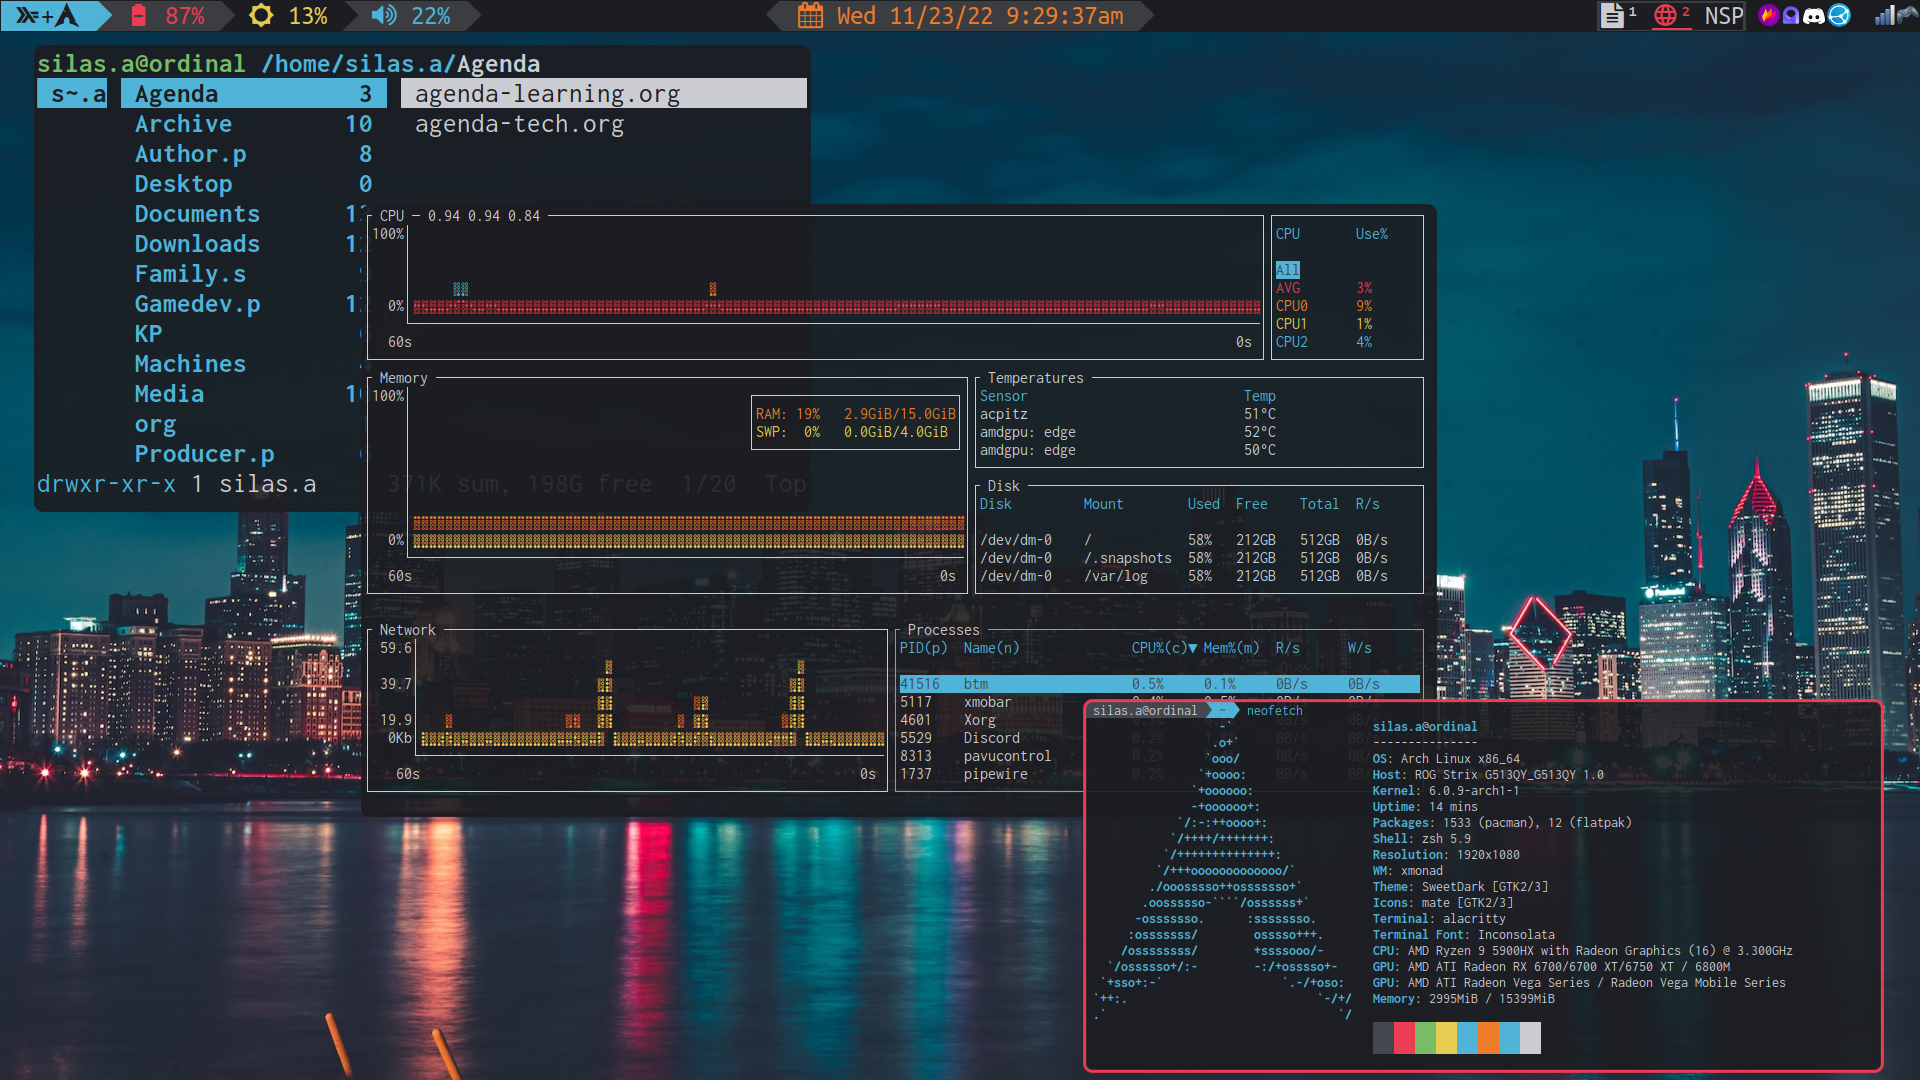 87% 13% 22% Wed 11/23/22 9:29:37am 1 2 NSP
silas.a@ordinal /home/silas.a/Agenda
s~.a Agenda 3 agenda-learning.org
Archive 10 agenda-tech.org
Author.p 8
Desktop 0
Documents
Downloads
Family.s
Gamedev.p
KP
Machines
Media
org
Producer.p
drwxr-xr-x 1 silas.a 371K sum, 198G free 1/20 Top
CPU — 0.94 0.94 0.84
100%
0%
60s 0s
CPU Use%
All
AVG 3%
CPU0 9%
CPU1 1%
CPU2 4%
Memory
100%
RAM: 19% 2.9GiB/15.0GiB
SWP: 0% 0.0GiB/4.0GiB
0%
60s 0s
Temperatures
Sensor Temp
acpitz 51°C
amdgpu: edge 52°C
amdgpu: edge 50°C
Disk
Disk Mount Used Free Total R/s
/dev/dm-0 / 58% 212GB 512GB 0B/s
/dev/dm-0 /.snapshots 58% 212GB 512GB 0B/s
/dev/dm-0 /var/log 58% 212GB 512GB 0B/s
Network
59.6
39.7
19.9
0Kb
60s 0s
Processes
PID(p) Name(n) CPU%(c)▼ Mem%(m) R/s W/s
41516 btm 0.5% 0.1% 0B/s 0B/s
5117 xmobar
4601 Xorg
5529 Discord
8313 pavucontrol
1737 pipewire
silas.a@ordinal ~ neofetch
silas.a@ordinal
---------------
OS: Arch Linux x86_64
Host: ROG Strix G513QY_G513QY 1.0
Kernel: 6.0.9-arch1-1
Uptime: 14 mins
Packages: 1533 (pacman), 12 (flatpak)
Shell: zsh 5.9
Resolution: 1920x1080
WM: xmonad
Theme: SweetDark [GTK2/3]
Icons: mate [GTK2/3]
Terminal: alacritty
Terminal Font: Inconsolata
CPU: AMD Ryzen 9 5900HX with Radeon Graphics (16) @ 3.300GHz
GPU: AMD ATI Radeon RX 6700/6700 XT/6750 XT / 6800M
GPU: AMD ATI Radeon Vega Series / Radeon Vega Mobile Series
Memory: 2995MiB / 15399MiB